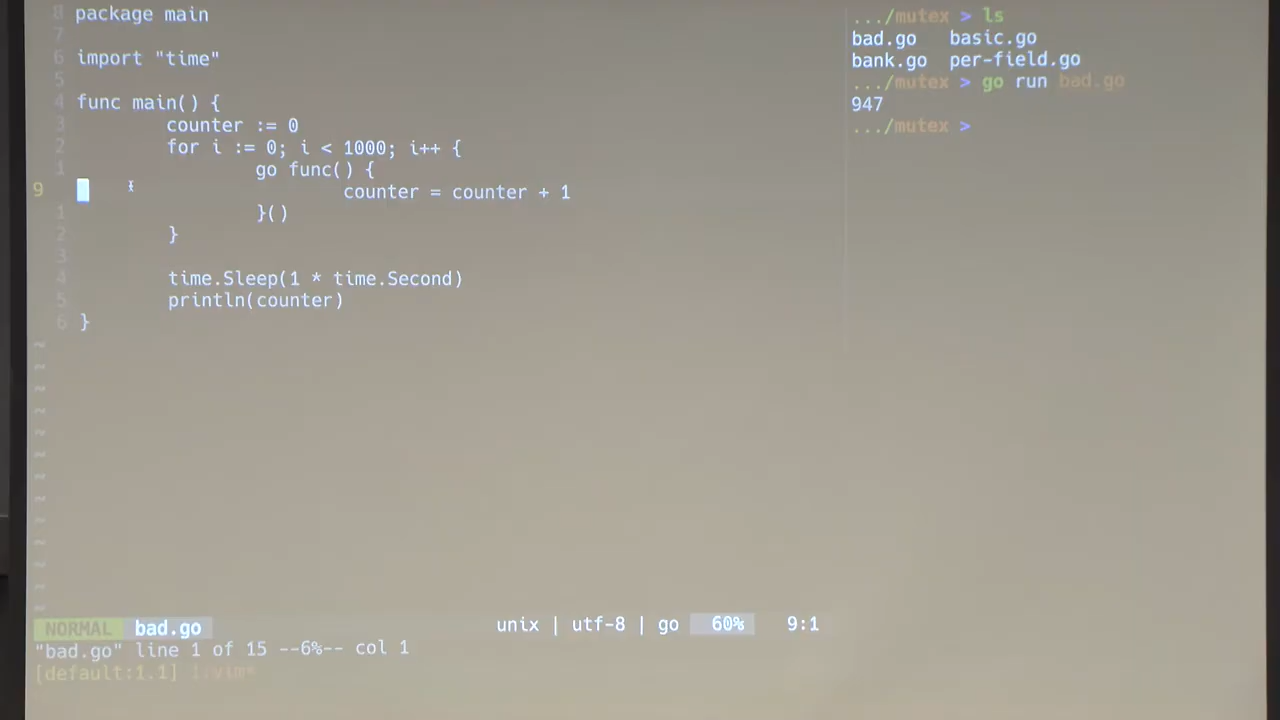 8 package main
7
6 import "time"
5
4 func main() {
3 counter := 0
2 for i := 0; i < 1000; i++ {
1 go func() {
9 counter = counter + 1
1 }()
2 }
3
4 time.Sleep(1 * time.Second)
5 println(counter)
6 }
~
~
~
~
~
~
~
~
~
~
~
~
~
NORMAL bad.go unix | utf-8 | go 60% 9:1
"bad.go" line 1 of 15 --6%-- col 1
[default:1.1] 1:vim*
.../mutex > ls
bad.go basic.go
bank.go per-field.go
.../mutex > go run bad.go
947
.../mutex >